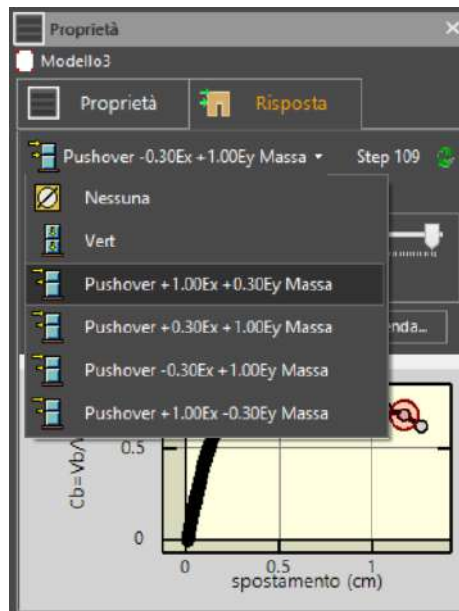 Proprietà
Modello3
Proprietà Risposta
Pushover -0.30Ex +1.00Ey Massa Step 109
Nessuna
Vert
Pushover +1.00Ex +0.30Ey Massa
Pushover +0.30Ex +1.00Ey Massa
nda...
Pushover -0.30Ex +1.00Ey Massa
Pushover +1.00Ex -0.30Ey Massa
Cb=Vb/
0.5
0
0 0.5 1
spostamento (cm)